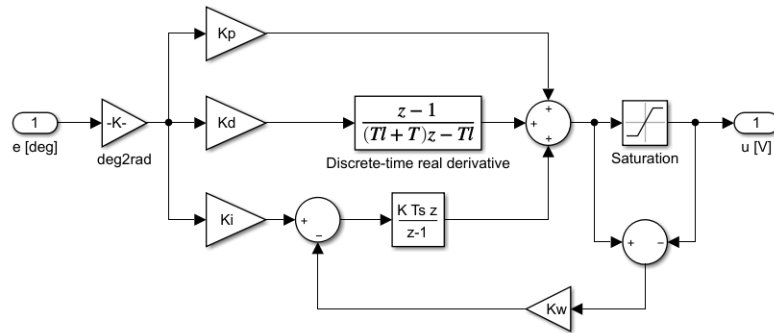 Kp
1
e [deg]
-K-
deg2rad
Kd
z − 1
(Tl + T)z − Tl
Discrete-time real derivative
+
+
+
Saturation
1
u [V]
Ki
+
−
K Ts z
z-1
+
−
Kw